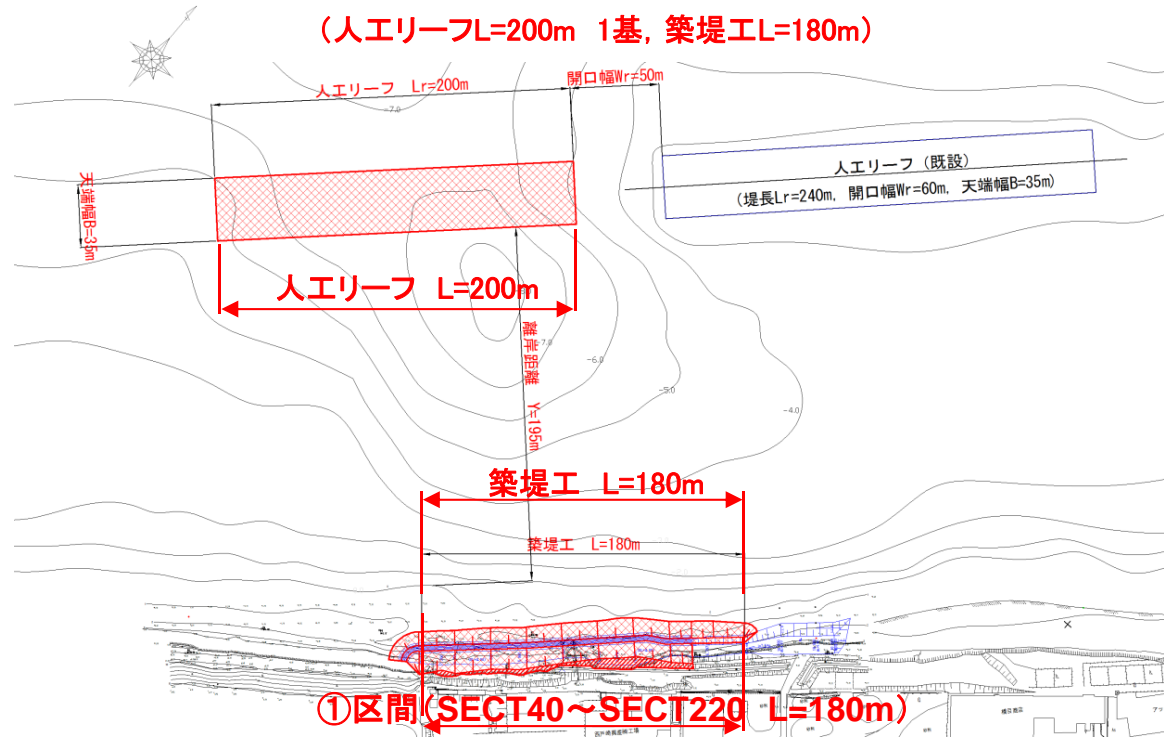 （人工リーフL=200m 1基，築堤工L=180m）
人工リーフ Lr=200m
開口幅Wr=50m
-7.0
天端幅B=35m
人工リーフ（既設）
(堤長Lr=240m, 開口幅Wr=60m, 天端幅B=35m)
人工リーフ L=200m
離岸距離 Y=195m
-7.0
-6.0
-5.0
-4.0
築堤工 L=180m
築堤工 L=180m
①区間(SECT40～SECT220 L=180m）